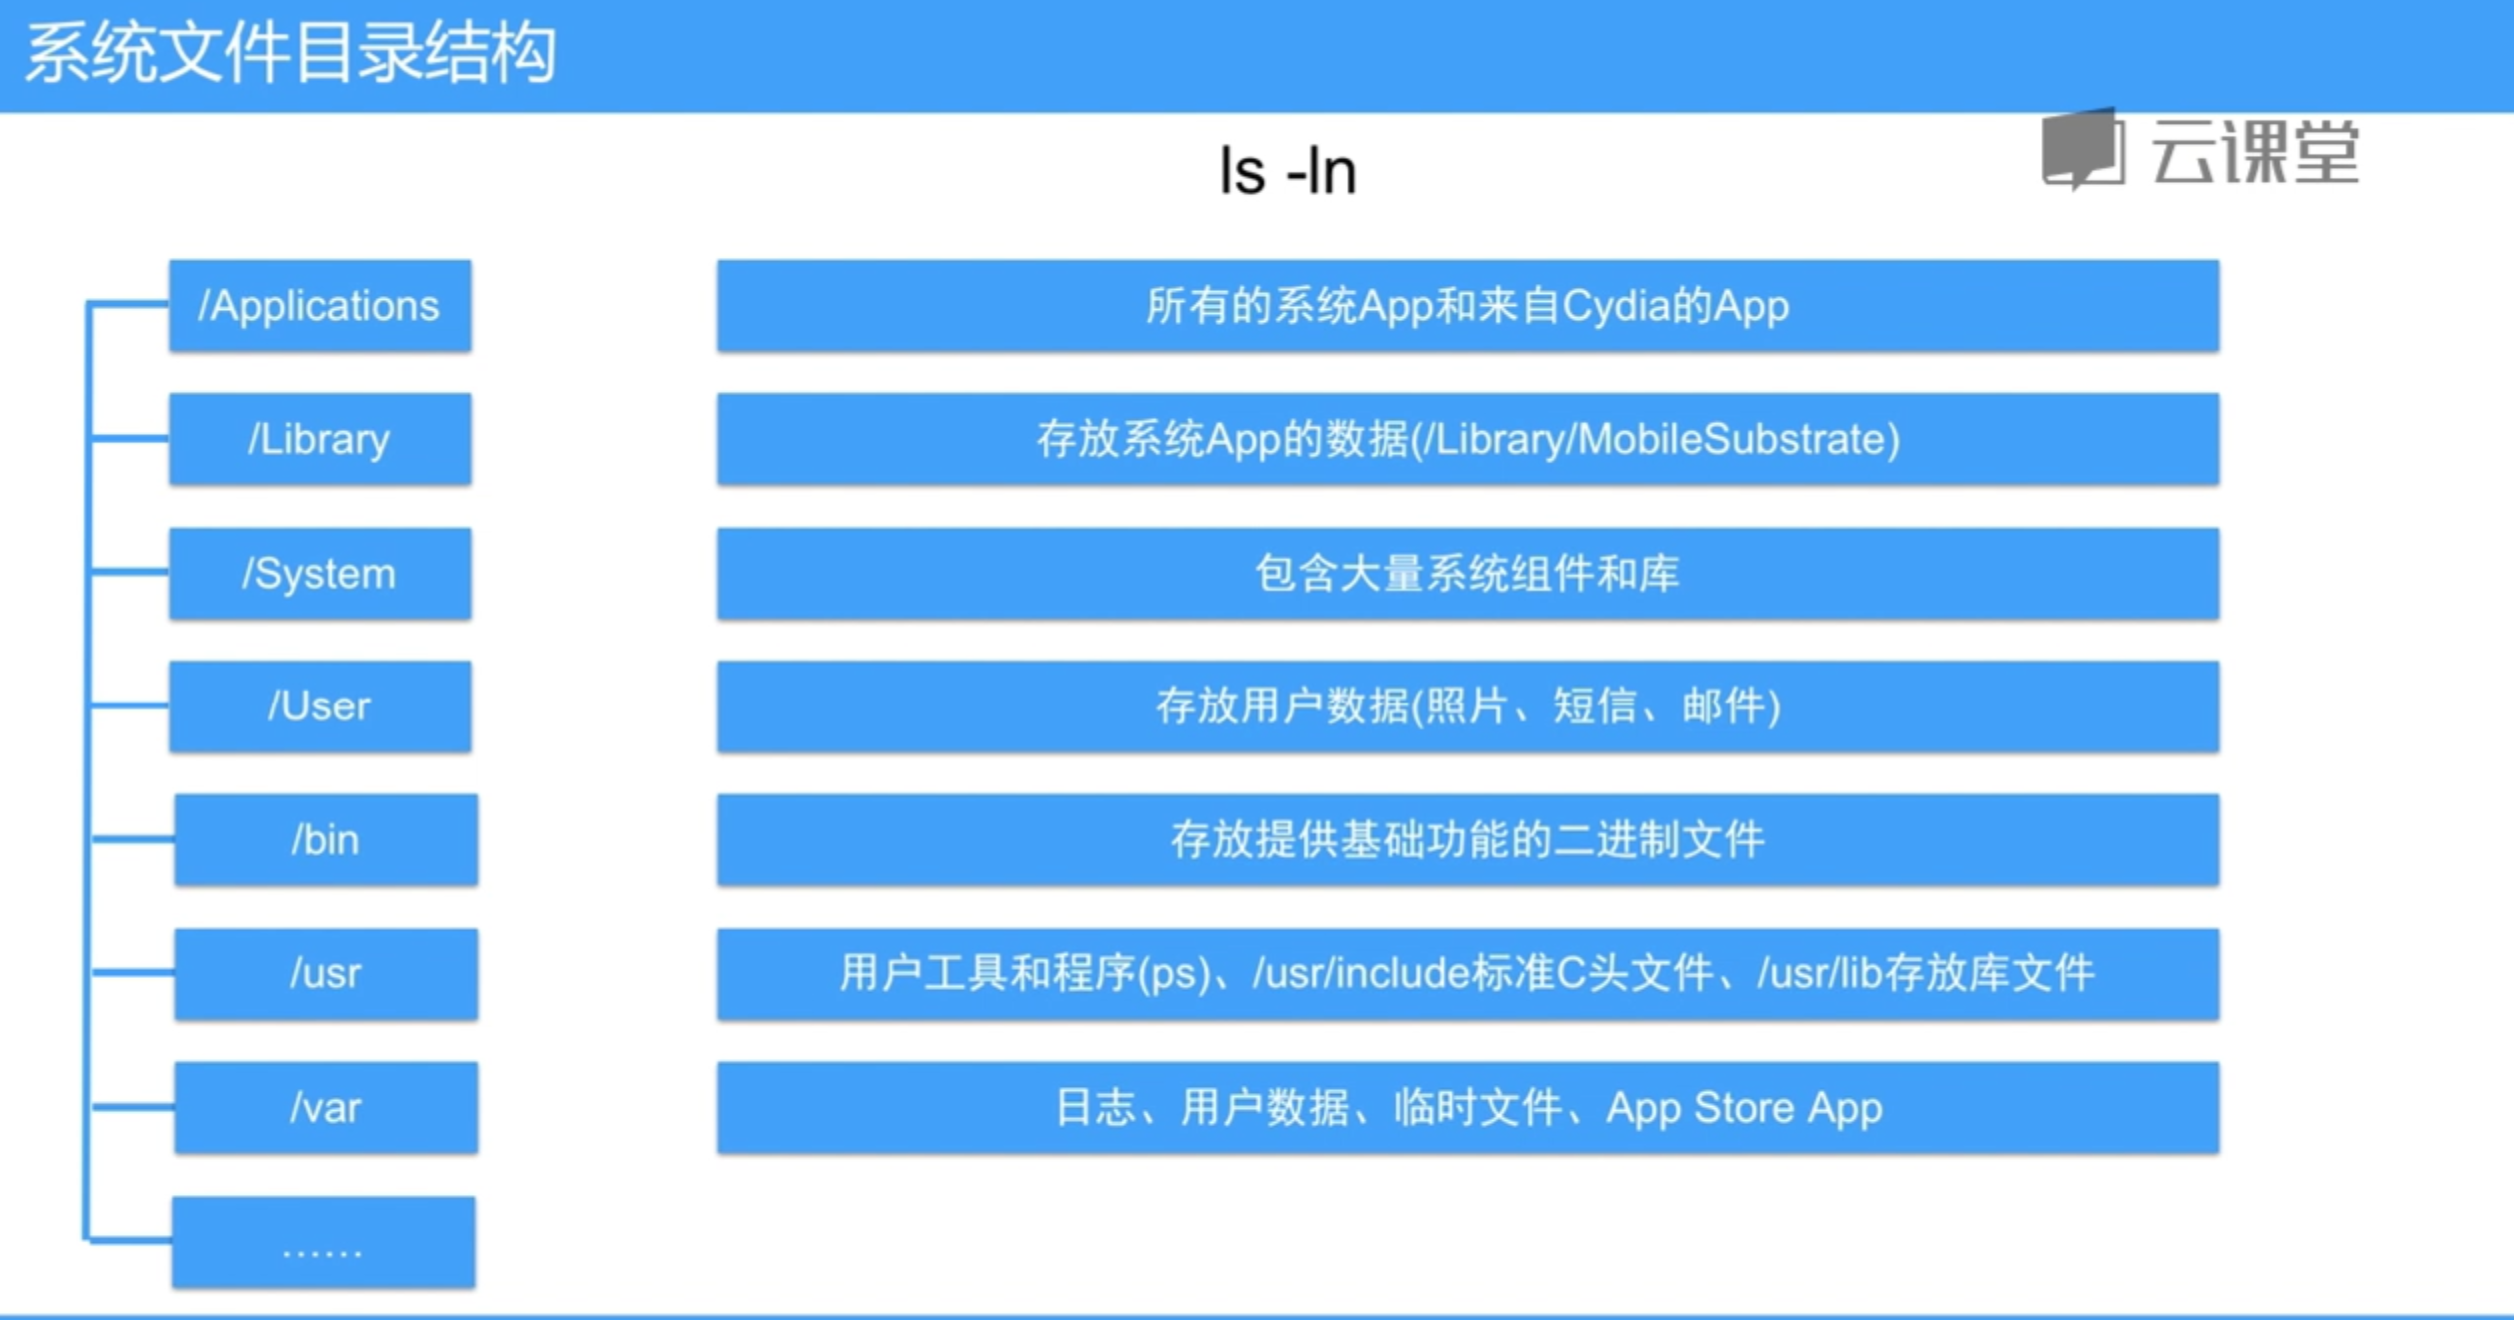 系统文件目录结构
云课堂
ls -ln
/Applications
所有的系统App和来自Cydia的App
/Library
存放系统App的数据(/Library/MobileSubstrate)
/System
包含大量系统组件和库
/User
存放用户数据(照片、短信、邮件)
/bin
存放提供基础功能的二进制文件
/usr
用户工具和程序(ps)、/usr/include标准C头文件、/usr/lib存放库文件
/var
日志、用户数据、临时文件、App Store App
......